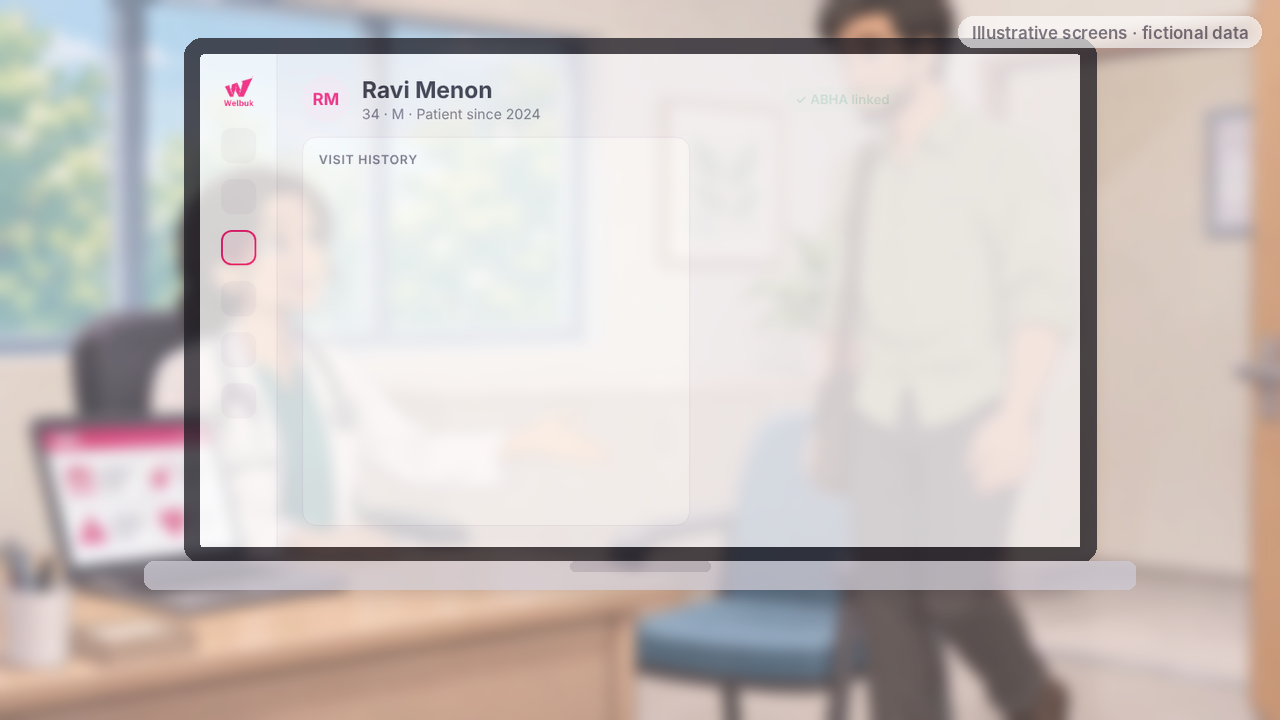 Illustrative screens · fictional data
Welbuk
RM
Ravi Menon
34 · M · Patient since 2024
✓ ABHA linked
VISIT HISTORY